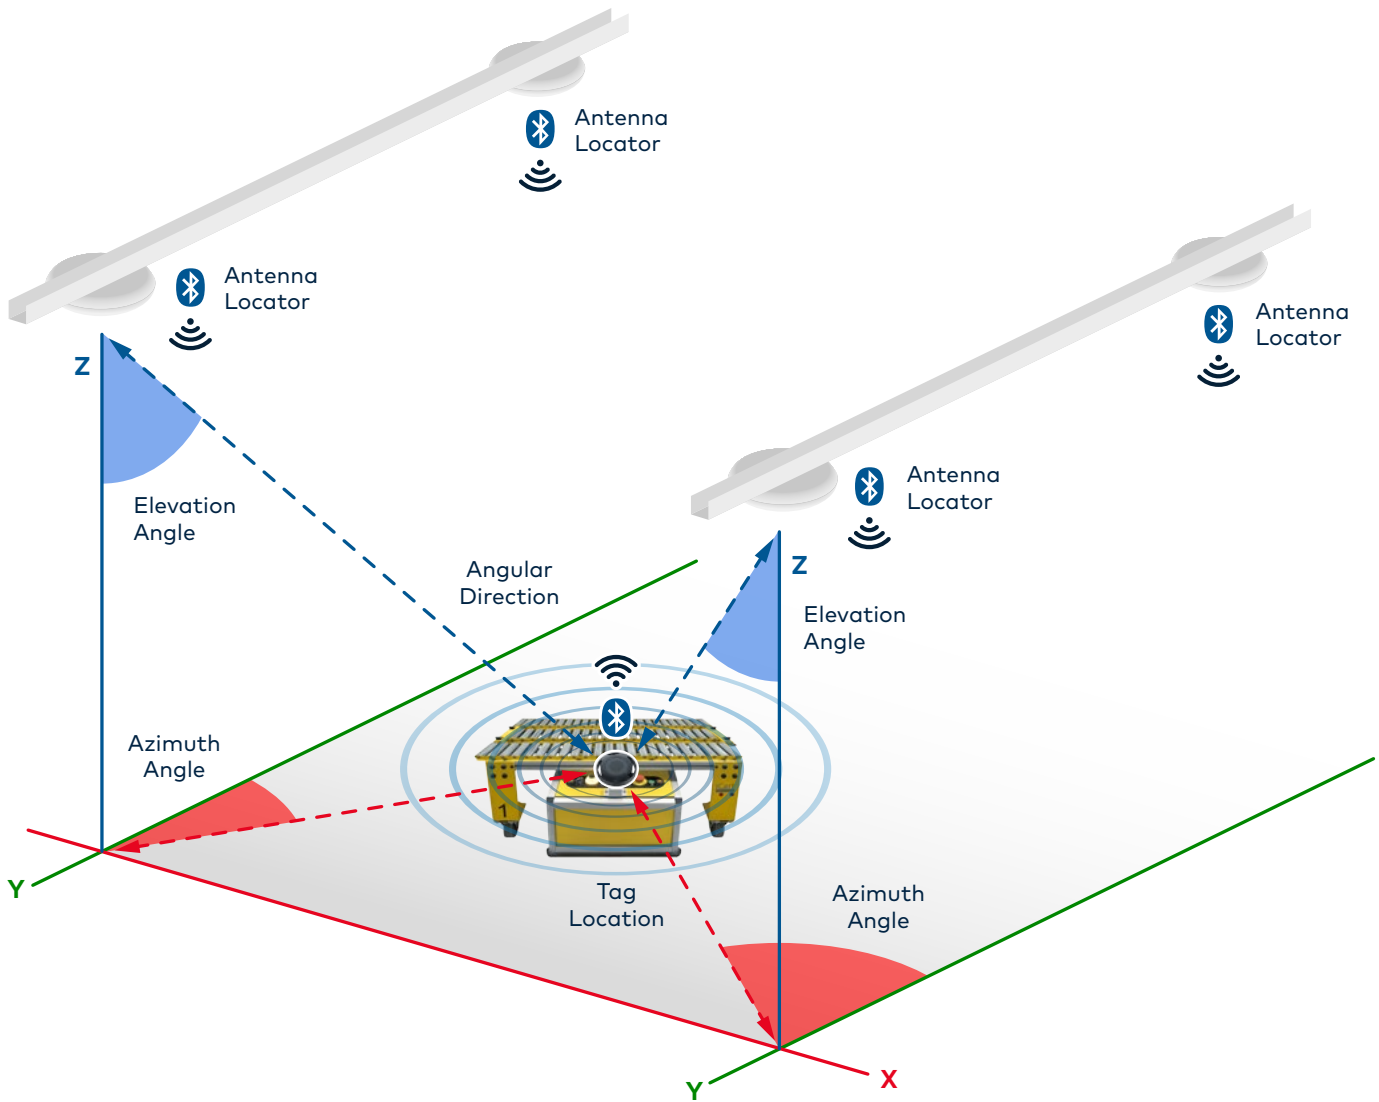 Antenna
Locator
Antenna
Locator
Antenna
Locator
Z
Antenna
Locator
Elevation
Angle
Angular
Direction
Z
Elevation
Angle
Azimuth
Angle
1
Tag
Location
Azimuth
Angle
Y
X
Y